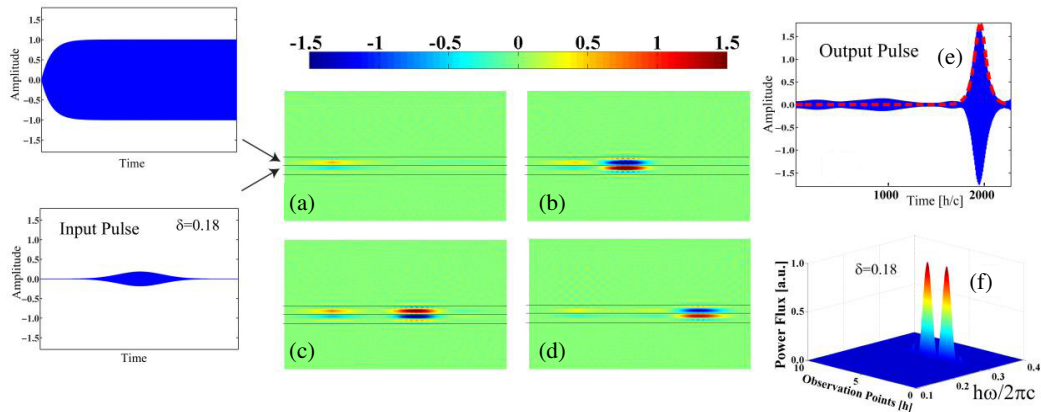 1.5
1.0
0.5
0.0
-0.5
-1.0
-1.5
Amplitude
Time
Input Pulse δ=0.18
1.5
1.0
0.5
0.0
-0.5
-1.0
-1.5
Amplitude
Time
-1.5 -1 -0.5 0 0.5 1 1.5
(a)
(b)
(c)
(d)
Output Pulse (e)
1.5
1.0
0.5
0.0
-0.5
-1.0
-1.5
Amplitude
1000 2000
Time [h/c]
δ=0.18 (f)
Power Flux [a.u.]
1.0
0.5
0.0
10
5
0
Observation Points [h]
0.1
0.2
0.3
0.4
hω/2πc